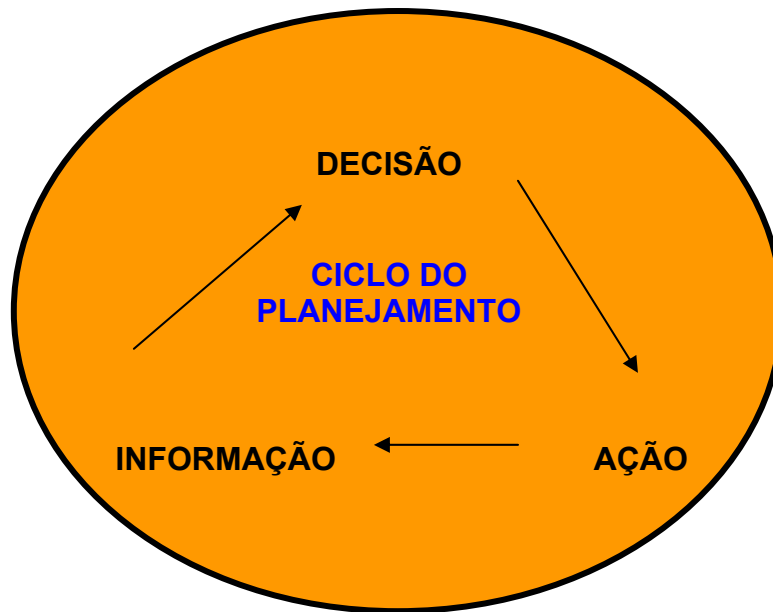 DECISÃO
CICLO DO
PLANEJAMENTO
INFORMAÇÃO
AÇÃO